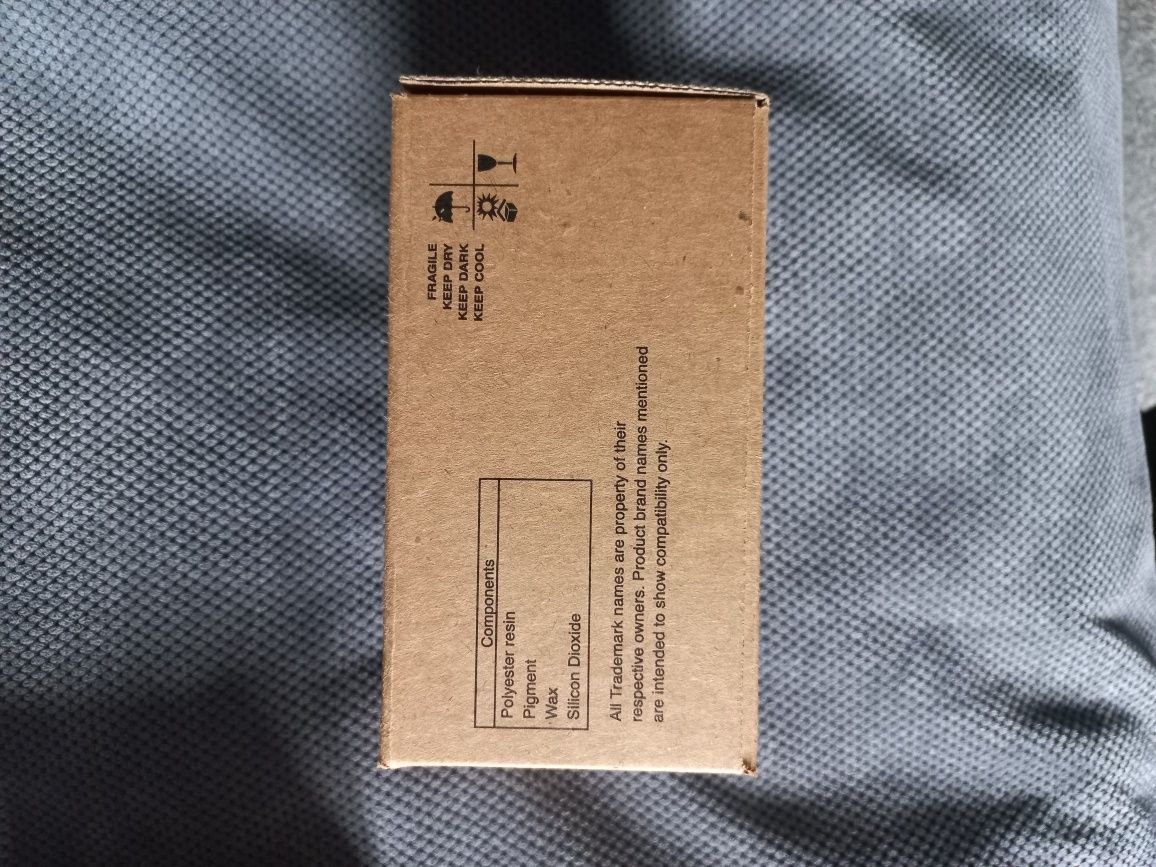 FRAGILE
KEEP DRY
KEEP DARK
KEEP COOL
Components
Polyester resin
Pigment
Wax
Silicon Dioxide
All Trademark names are property of their
respective owners. Product brand names mentioned
are intended to show compatibility only.